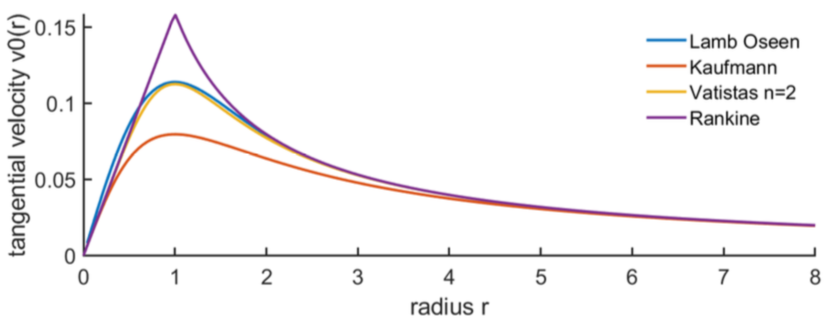 tangential velocity v0(r)
0.15
0.1
0.05
0
0 1 2 3 4 5 6 7 8
radius r
Lamb Oseen
Kaufmann
Vatistas n=2
Rankine